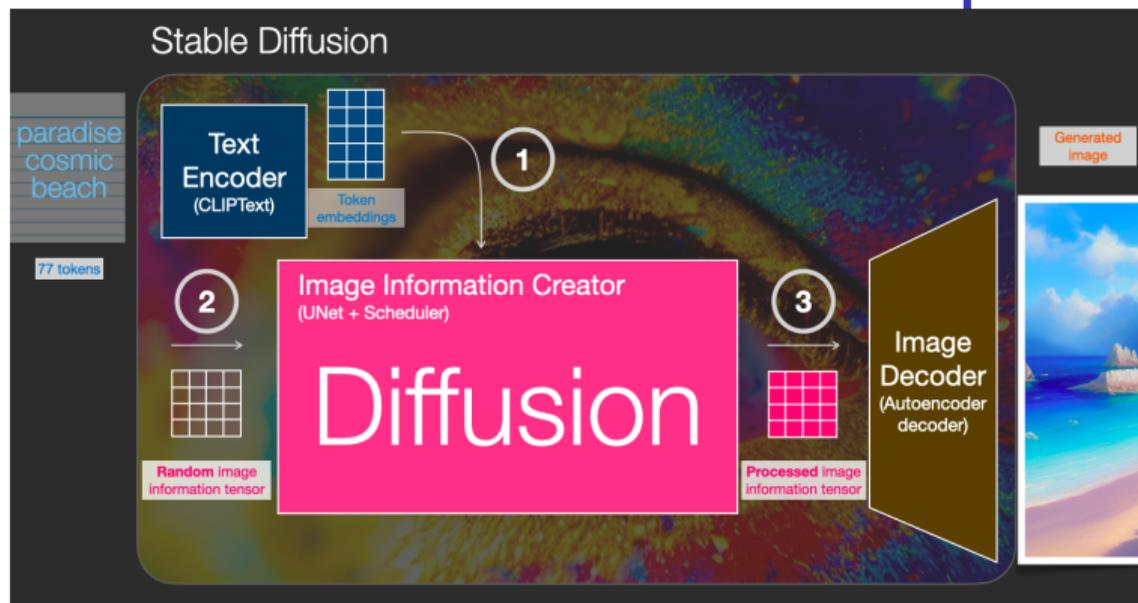 Stable Diffusion
paradise
cosmic
beach
77 tokens
Text
Encoder
(CLIPText)
Token
embeddings
1
2
Random image
information tensor
Image Information Creator
(UNet + Scheduler)
Diffusion
3
Processed image
information tensor
Image
Decoder
(Autoencoder
decoder)
Generated
image